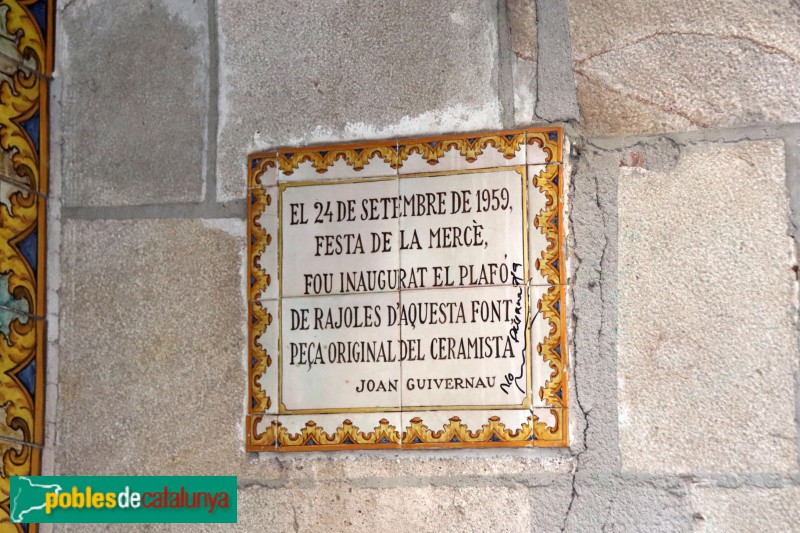 EL 24 DE SETEMBRE DE 1959,
FESTA DE LA MERCÈ,
FOU INAUGURAT EL PLAFÓ
DE RAJOLES D'AQUESTA FONT,
PEÇA ORIGINAL DEL CERAMISTA
JOAN GUIVERNAU
No
poblesdecatalunya